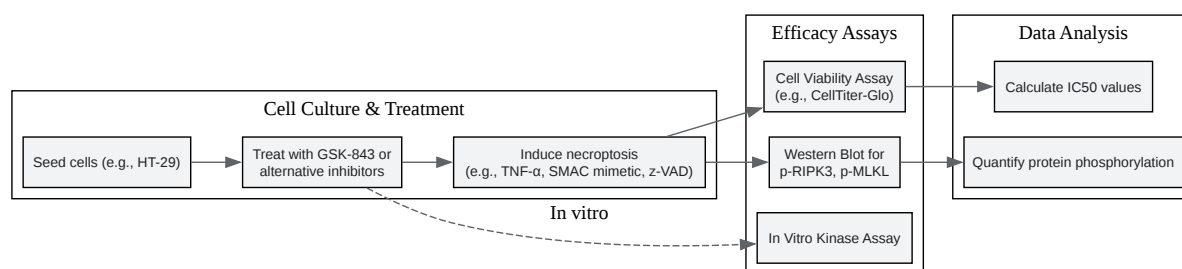 Cell Culture & Treatment
Seed cells (e.g., HT-29)
Treat with GSK-843 or
alternative inhibitors
Induce necroptosis
(e.g., TNF-α, SMAC mimetic, z-VAD)
In vitro
Efficacy Assays
Cell Viability Assay
(e.g., CellTiter-Glo)
Western Blot for
p-RIPK3, p-MLKL
In Vitro Kinase Assay
Data Analysis
Calculate IC50 values
Quantify protein phosphorylation